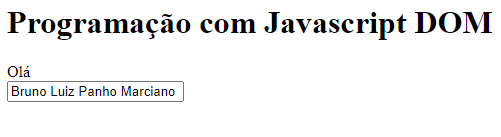 Programação com Javascript DOM
Olá
Bruno Luiz Panho Marciano